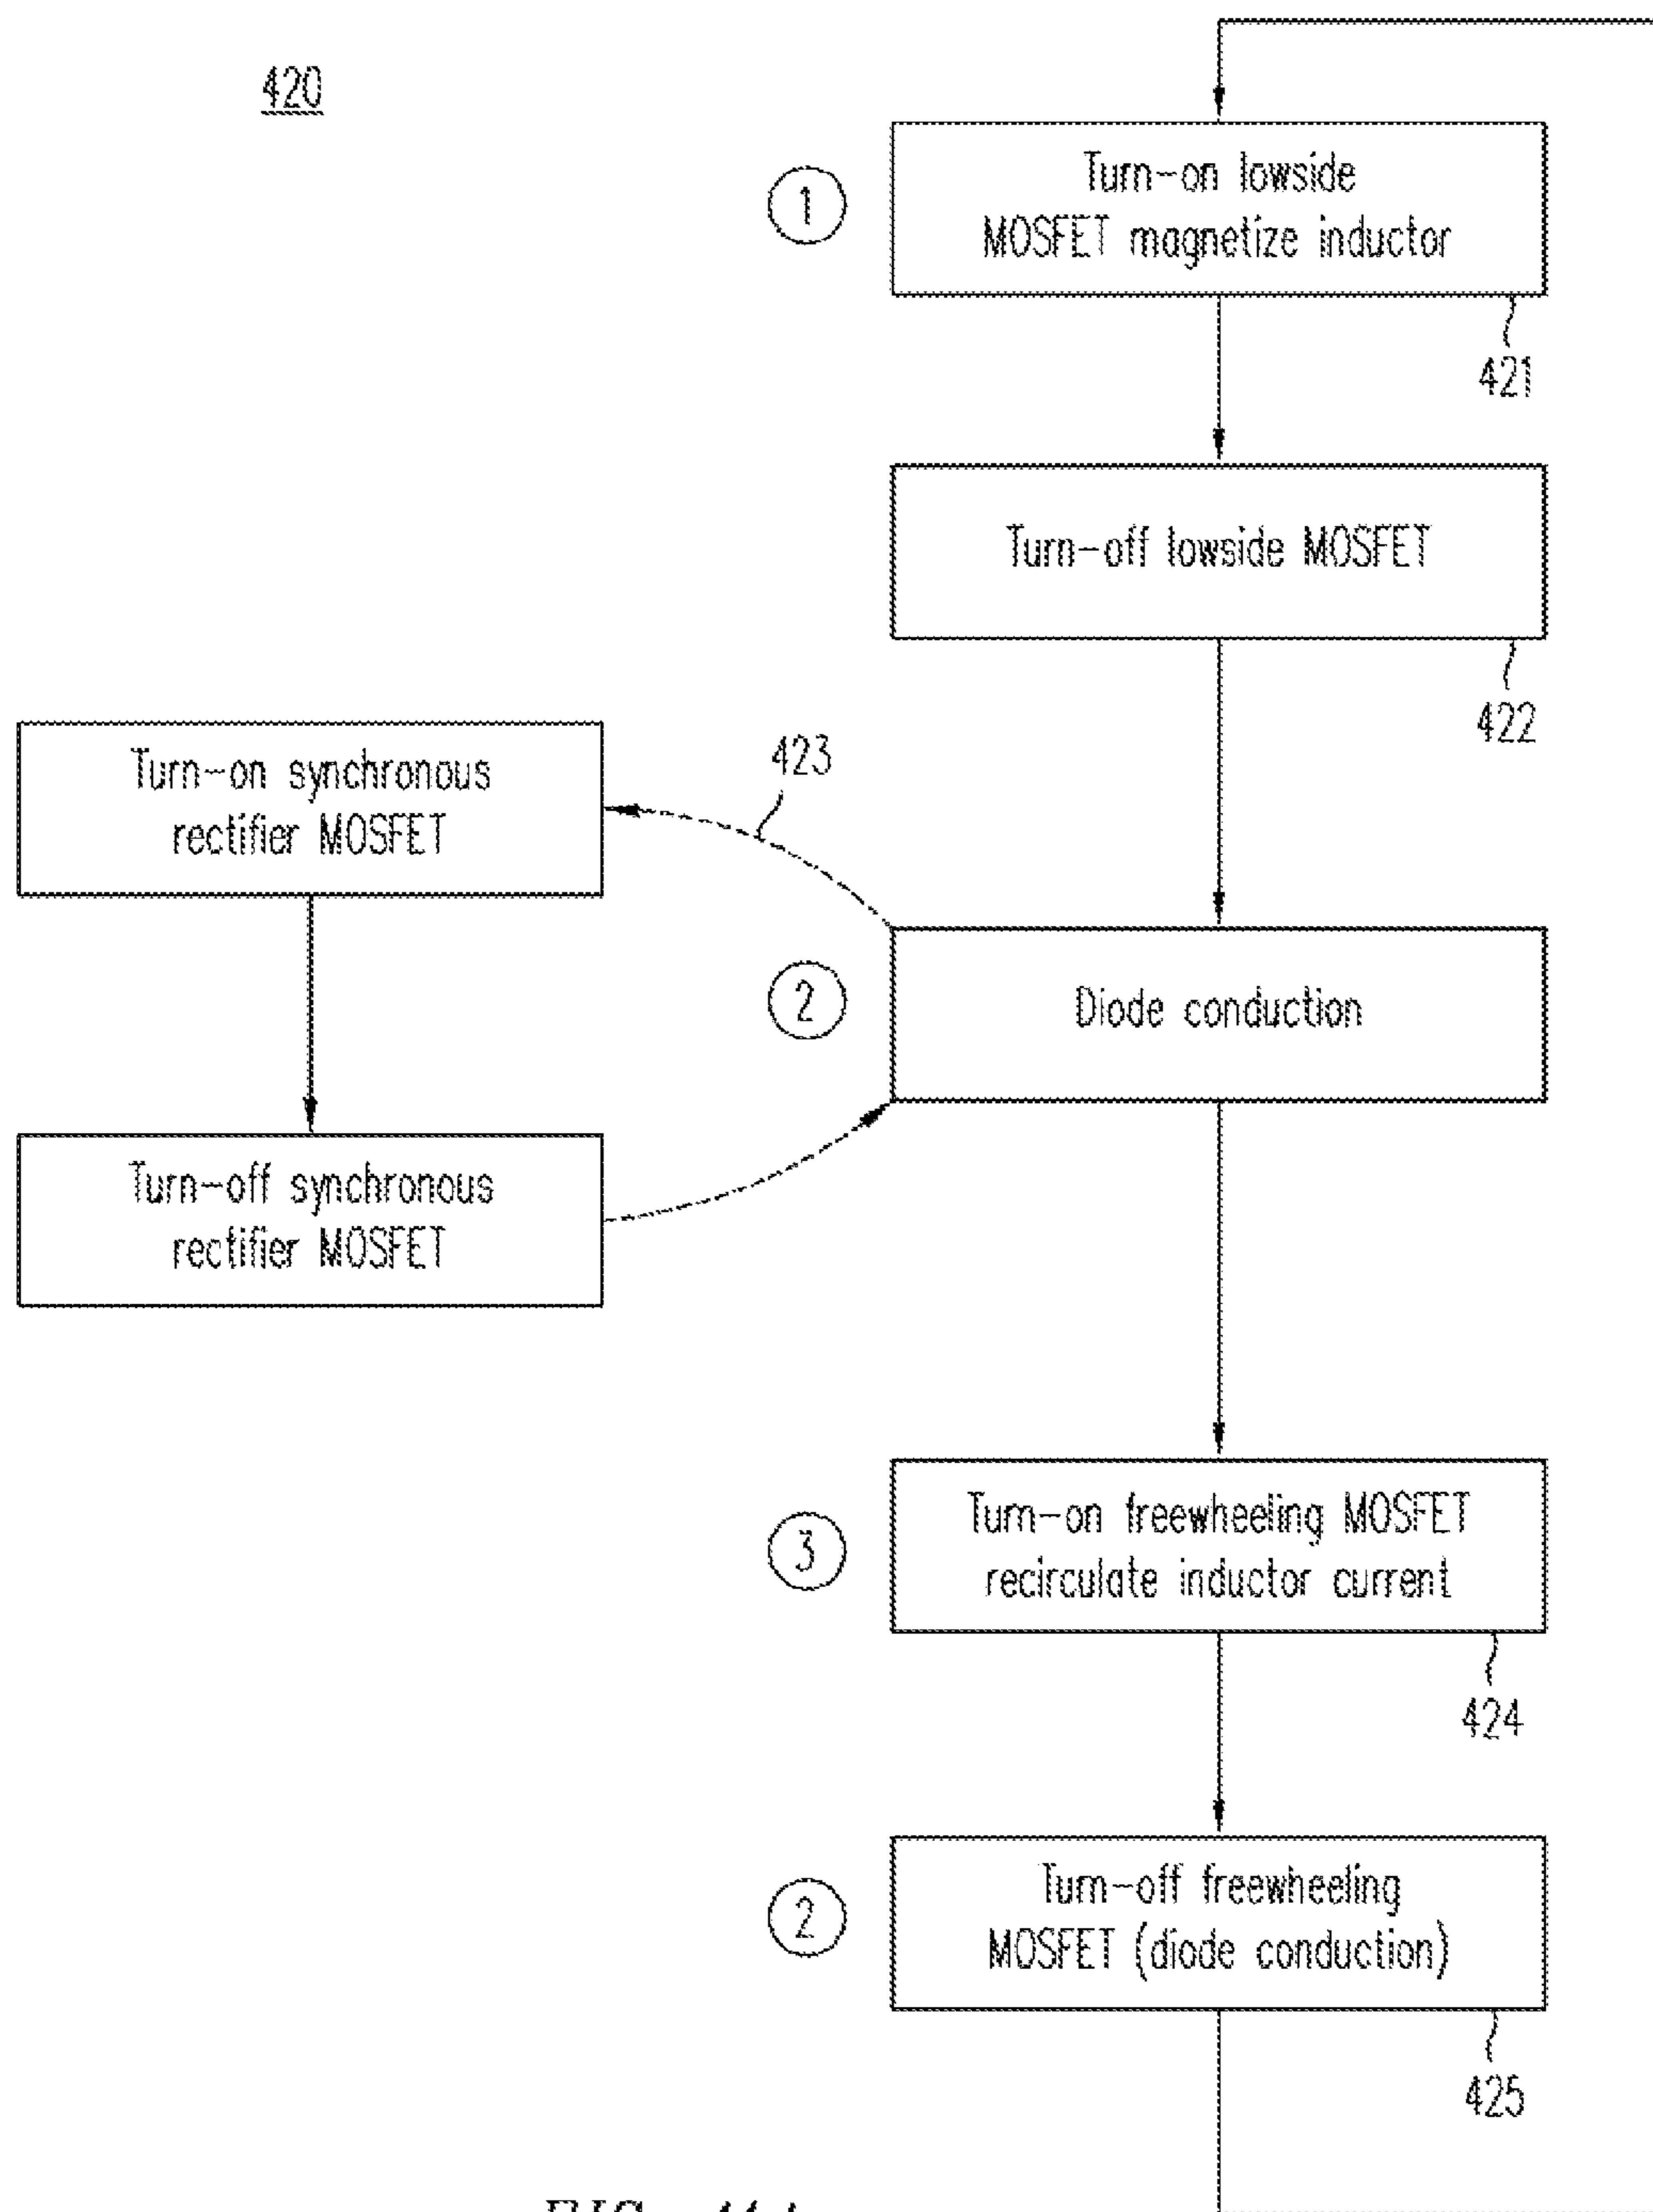 420
1
Turn-on lowside
MOSFET magnetize inductor
421
Turn-off lowside MOSFET
422
Turn-on synchronous
rectifier MOSFET
423
2
Diode conduction
Turn-off synchronous
rectifier MOSFET
3
Turn-on freewheeling MOSFET
recirculate inductor current
424
2
Turn-off freewheeling
MOSFET (diode conduction)
425